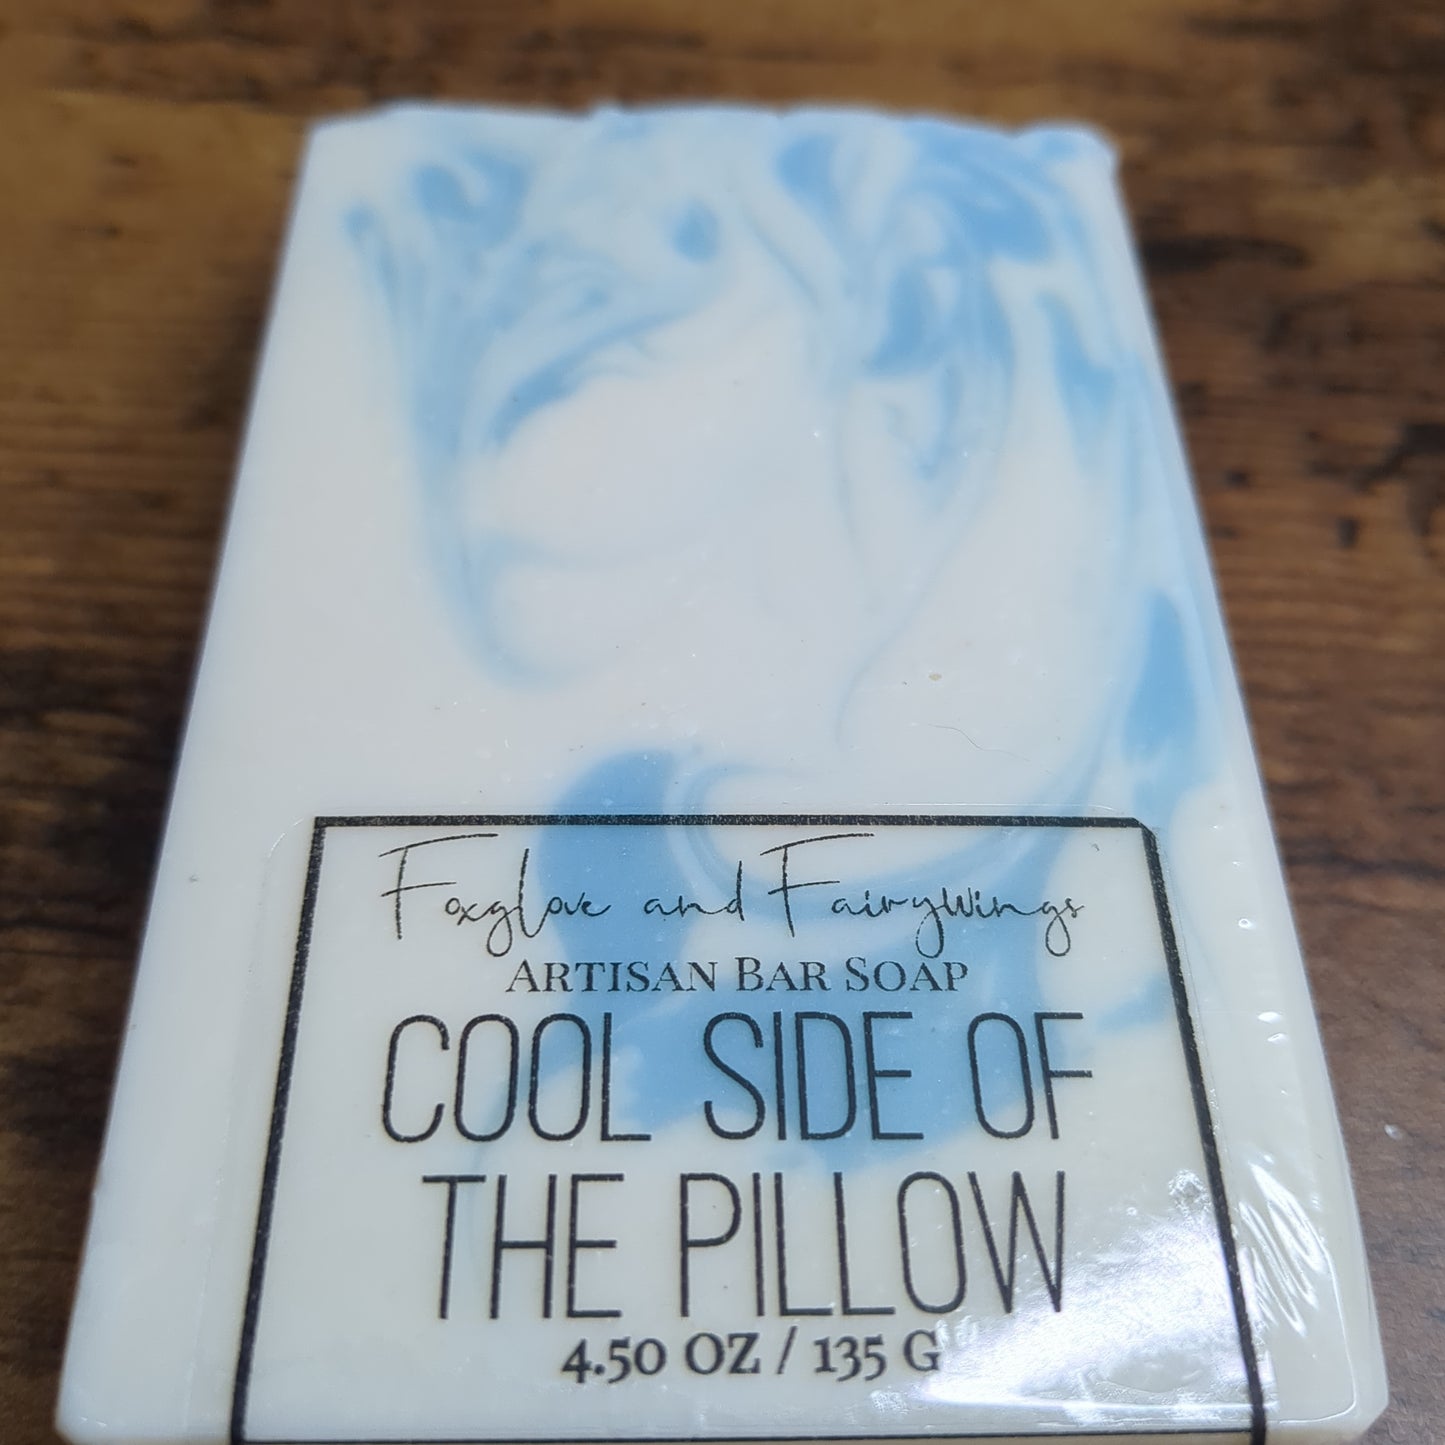 Foxglove and Fairywings
Artisan Bar Soap
COOL SIDE OF
THE PILLOW
4.50 OZ / 135 G